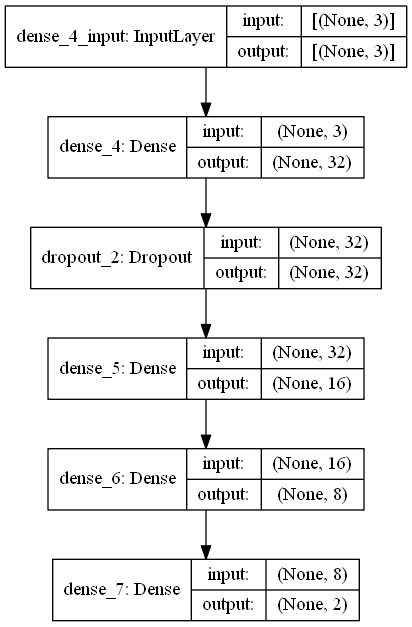 dense_4_input: InputLayer
input: [(None, 3)]
output: [(None, 3)]
dense_4: Dense
input: (None, 3)
output: (None, 32)
dropout_2: Dropout
input: (None, 32)
output: (None, 32)
dense_5: Dense
input: (None, 32)
output: (None, 16)
dense_6: Dense
input: (None, 16)
output: (None, 8)
dense_7: Dense
input: (None, 8)
output: (None, 2)